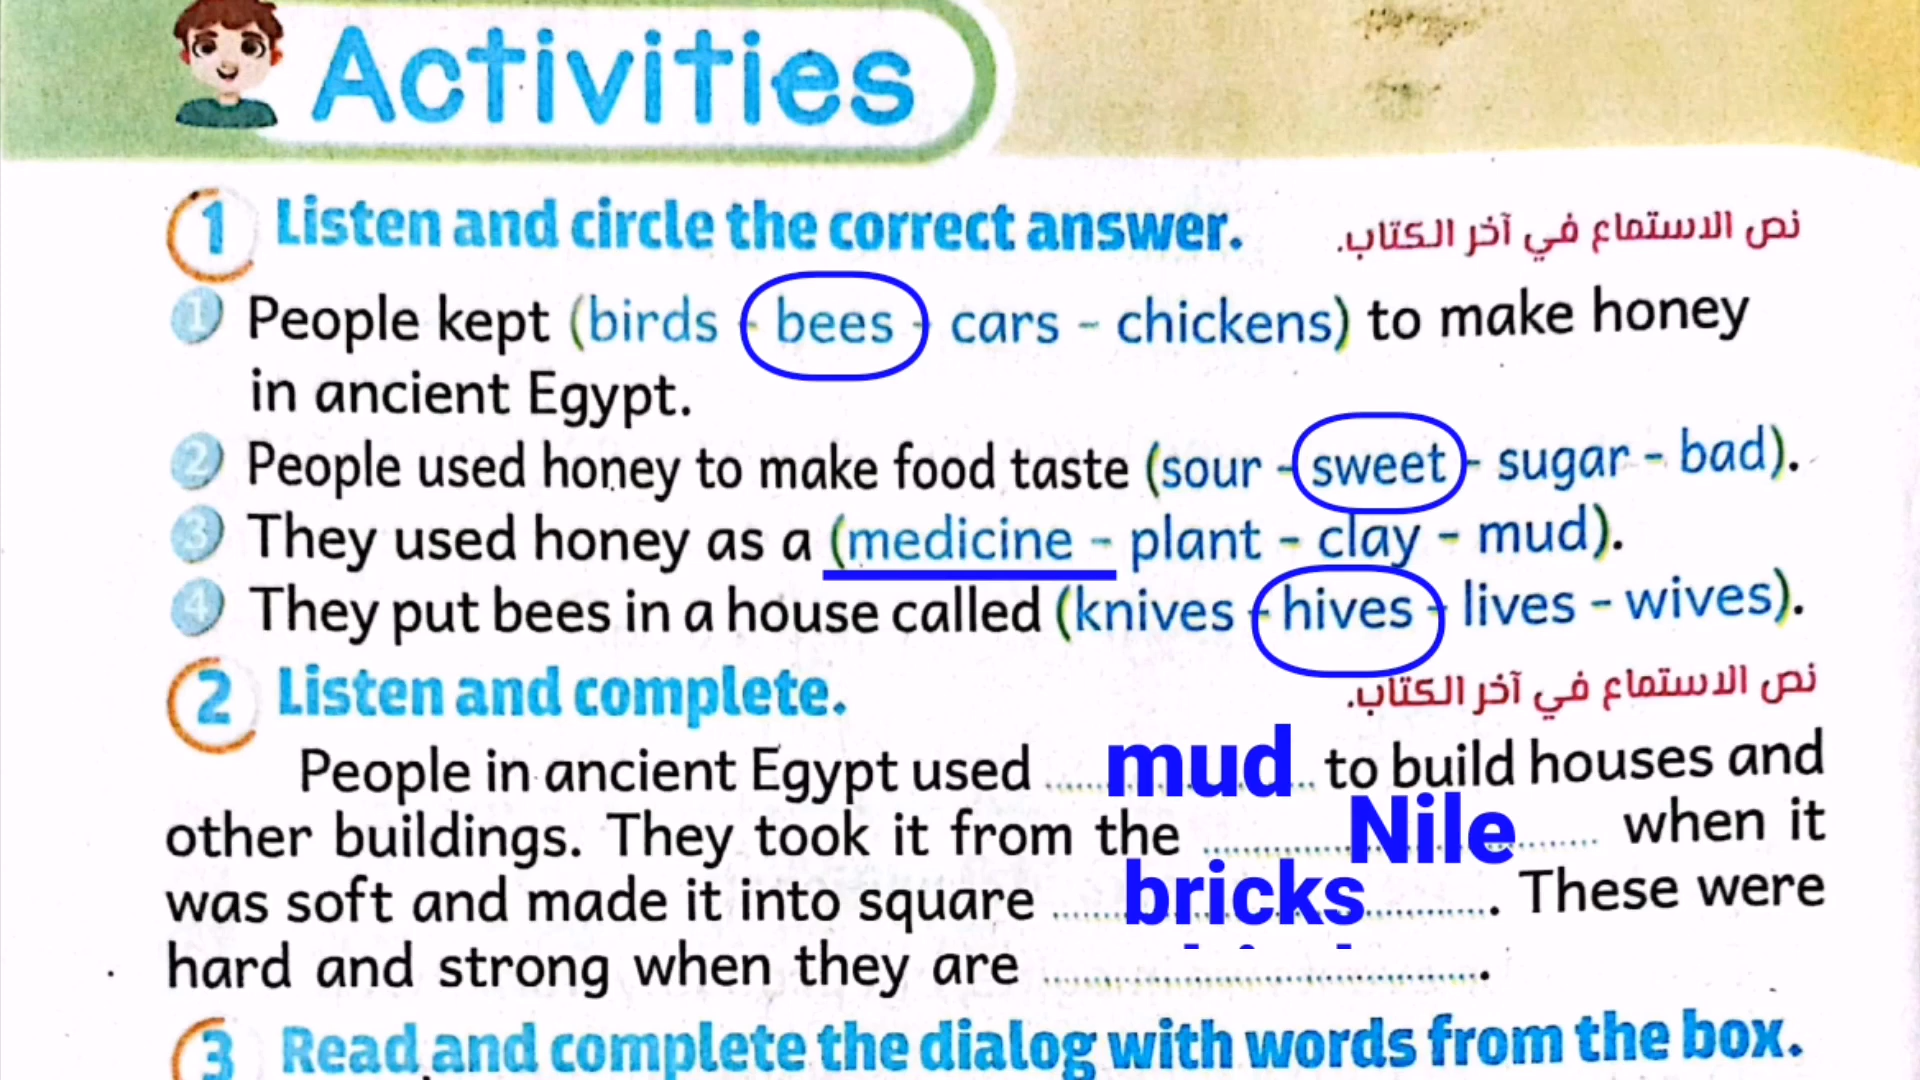 Activities
1 Listen and circle the correct answer. نص الاستماع في آخر الكتاب.
1 People kept (birds - bees - cars - chickens) to make honey
in ancient Egypt.
2 People used honey to make food taste (sour - sweet - sugar - bad).
3 They used honey as a (medicine - plant - clay - mud).
4 They put bees in a house called (knives - hives - lives - wives).
2 Listen and complete. نص الاستماع في آخر الكتاب.
People in ancient Egypt used mud to build houses and
other buildings. They took it from the Nile when it
was soft and made it into square bricks. These were
hard and strong when they are ................
3 Read and complete the dialog with words from the box.